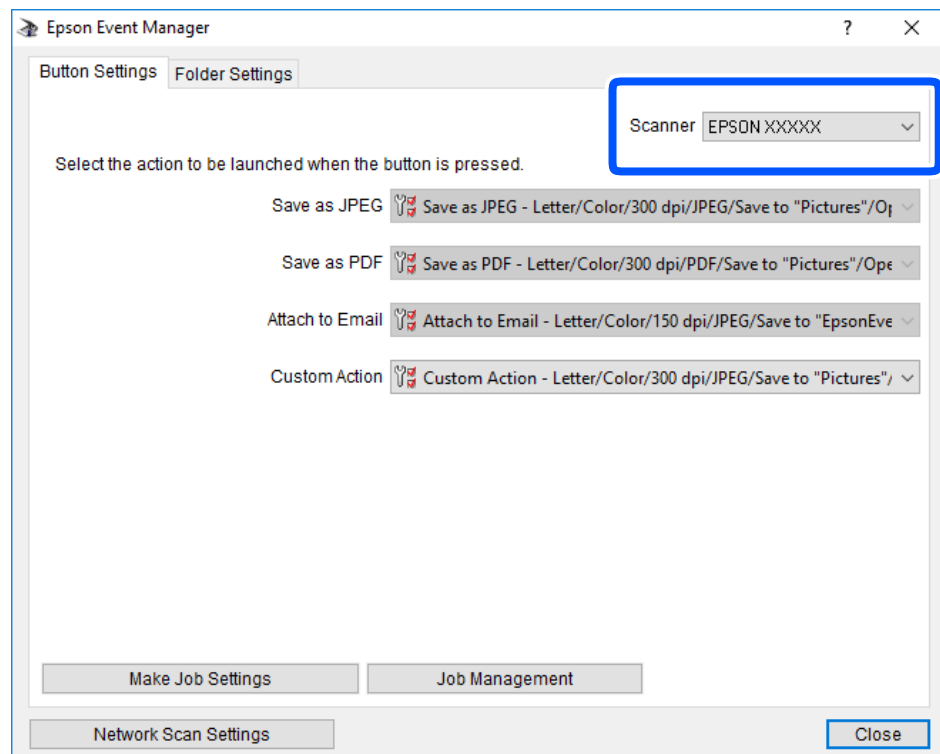 Epson Event Manager
Button Settings Folder Settings
Scanner EPSON XXXXX
Select the action to be launched when the button is pressed.
Save as JPEG Save as JPEG - Letter/Color/300 dpi/JPEG/Save to "Pictures"/Op
Save as PDF Save as PDF - Letter/Color/300 dpi/PDF/Save to "Pictures"/Ope
Attach to Email Attach to Email - Letter/Color/150 dpi/JPEG/Save to "EpsonEve
Custom Action Custom Action - Letter/Color/300 dpi/JPEG/Save to "Pictures"/
Make Job Settings Job Management
Network Scan Settings Close